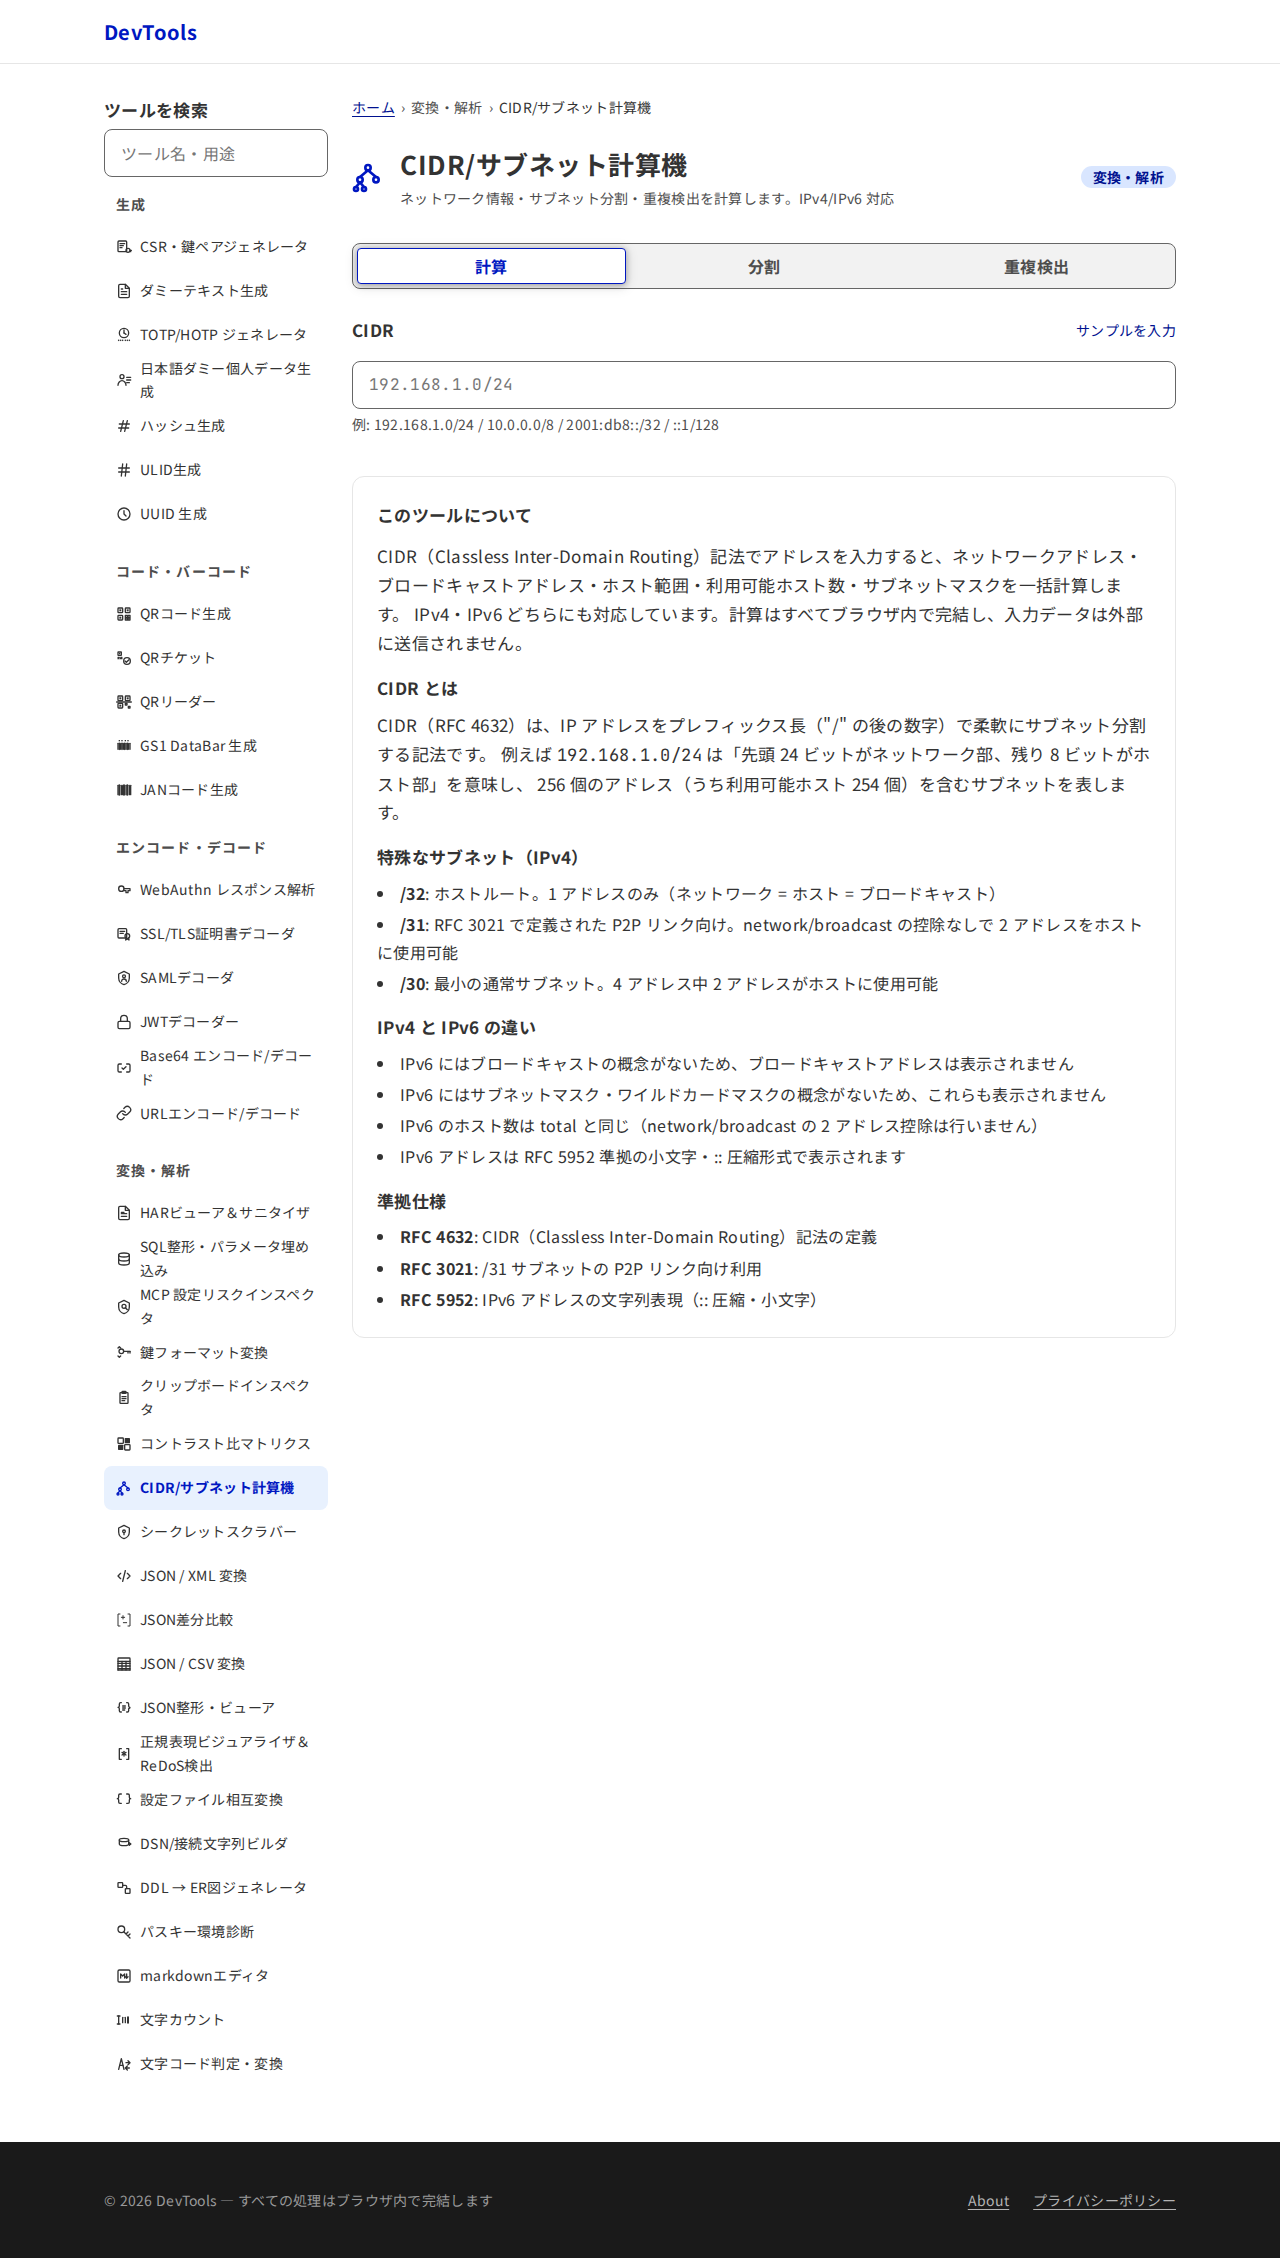 DevTools
ツールを検索
ツール名・用途
生成
CSR・鍵ペアジェネレータ
ダミーテキスト生成
TOTP/HOTP ジェネレータ
日本語ダミー個人データ生
成
ハッシュ生成
ULID生成
UUID 生成
コード・バーコード
QRコード生成
QRチケット
QRリーダー
GS1 DataBar 生成
JANコード生成
エンコード・デコード
WebAuthn レスポンス解析
SSL/TLS証明書デコーダ
SAMLデコーダ
JWTデコーダー
Base64 エンコード/デコー
ド
URLエンコード/デコード
変換・解析
HARビューア＆サニタイザ
SQL整形・パラメータ埋め
込み
MCP 設定リスクインスペク
タ
鍵フォーマット変換
クリップボードインスペク
タ
コントラスト比マトリクス
CIDR/サブネット計算機
シークレットスクラバー
JSON / XML 変換
JSON差分比較
JSON / CSV 変換
JSON整形・ビューア
正規表現ビジュアライザ＆
ReDoS検出
設定ファイル相互変換
DSN/接続文字列ビルダ
DDL → ER図ジェネレータ
パスキー環境診断
markdownエディタ
文字カウント
文字コード判定・変換
ホーム › 変換・解析 › CIDR/サブネット計算機
CIDR/サブネット計算機
ネットワーク情報・サブネット分割・重複検出を計算します。IPv4/IPv6 対応
変換・解析
計算 分割 重複検出
CIDR サンプルを入力
192.168.1.0/24
例: 192.168.1.0/24 / 10.0.0.0/8 / 2001:db8::/32 / ::1/128
このツールについて
CIDR（Classless Inter-Domain Routing）記法でアドレスを入力すると、ネットワークアドレス・
ブロードキャストアドレス・ホスト範囲・利用可能ホスト数・サブネットマスクを一括計算しま
す。 IPv4・IPv6 どちらにも対応しています。計算はすべてブラウザ内で完結し、入力データは外部
に送信されません。
CIDR とは
CIDR（RFC 4632）は、IP アドレスをプレフィックス長（"/" の後の数字）で柔軟にサブネット分割
する記法です。 例えば 192.168.1.0/24 は「先頭 24 ビットがネットワーク部、残り 8 ビットがホ
スト部」を意味し、 256 個のアドレス（うち利用可能ホスト 254 個）を含むサブネットを表しま
す。
特殊なサブネット（IPv4）
• /32: ホストルート。1 アドレスのみ（ネットワーク = ホスト = ブロードキャスト）
• /31: RFC 3021 で定義された P2P リンク向け。network/broadcast の控除なしで 2 アドレスをホスト
に使用可能
• /30: 最小の通常サブネット。4 アドレス中 2 アドレスがホストに使用可能
IPv4 と IPv6 の違い
• IPv6 にはブロードキャストの概念がないため、ブロードキャストアドレスは表示されません
• IPv6 にはサブネットマスク・ワイルドカードマスクの概念がないため、これらも表示されません
• IPv6 のホスト数は total と同じ（network/broadcast の 2 アドレス控除は行いません）
• IPv6 アドレスは RFC 5952 準拠の小文字・:: 圧縮形式で表示されます
準拠仕様
• RFC 4632: CIDR（Classless Inter-Domain Routing）記法の定義
• RFC 3021: /31 サブネットの P2P リンク向け利用
• RFC 5952: IPv6 アドレスの文字列表現（:: 圧縮・小文字）
© 2026 DevTools — すべての処理はブラウザ内で完結します
About プライバシーポリシー